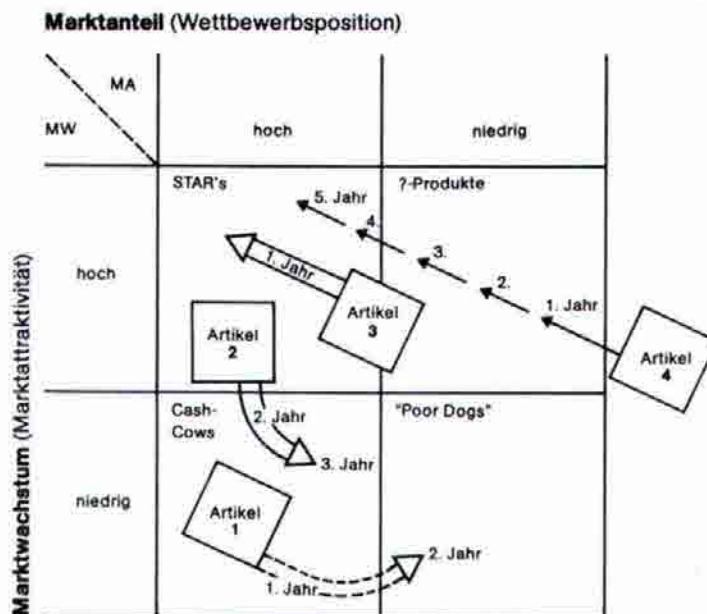 Marktanteil (Wettbewerbsposition)
MA
MW
hoch
niedrig
Marktwachstum (Marktattraktivität)
hoch
STAR's
?-Produkte
5. Jahr
4.
3.
2.
1. Jahr
1. Jahr
Artikel
3
Artikel
2
Artikel
4
niedrig
Cash-
Cows
"Poor Dogs"
2. Jahr
3. Jahr
Artikel
1
1. Jahr
2. Jahr